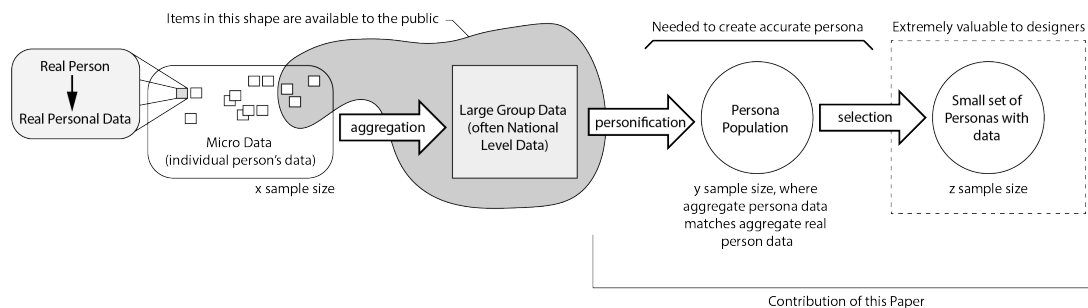 Items in this shape are available to the public
Needed to create accurate persona
Extremely valuable to designers
Real Person
Real Personal Data
Micro Data
(individual person's data)
x sample size
aggregation
Large Group Data
(often National
Level Data)
personification
Persona
Population
y sample size, where
aggregate persona data
matches aggregate real
person data
selection
Small set of
Personas with
data
z sample size
Contribution of this Paper